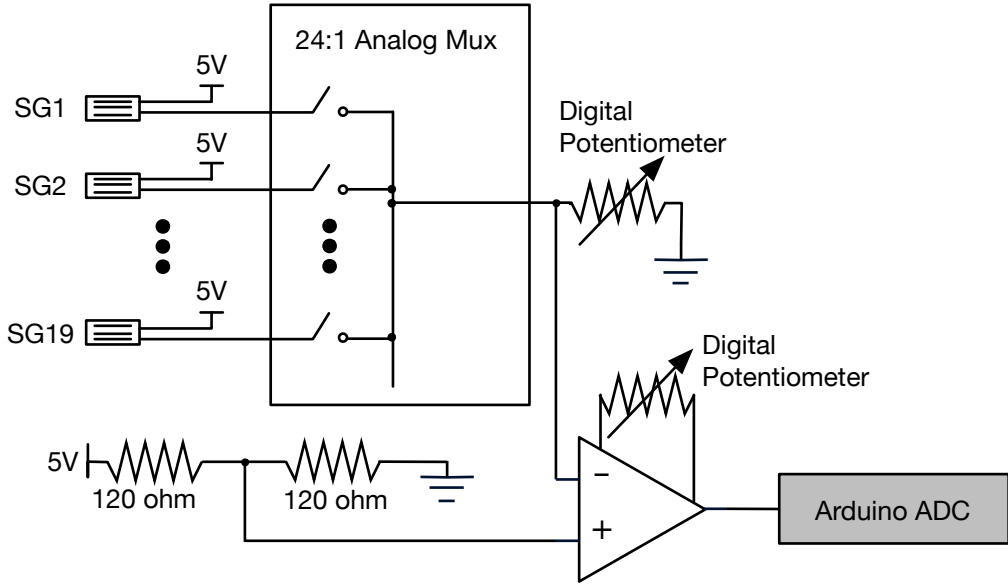 24:1 Analog Mux
5V
SG1
Digital
Potentiometer
5V
SG2
5V
SG19
Digital
Potentiometer
5V
120 ohm
120 ohm
−
+
Arduino ADC